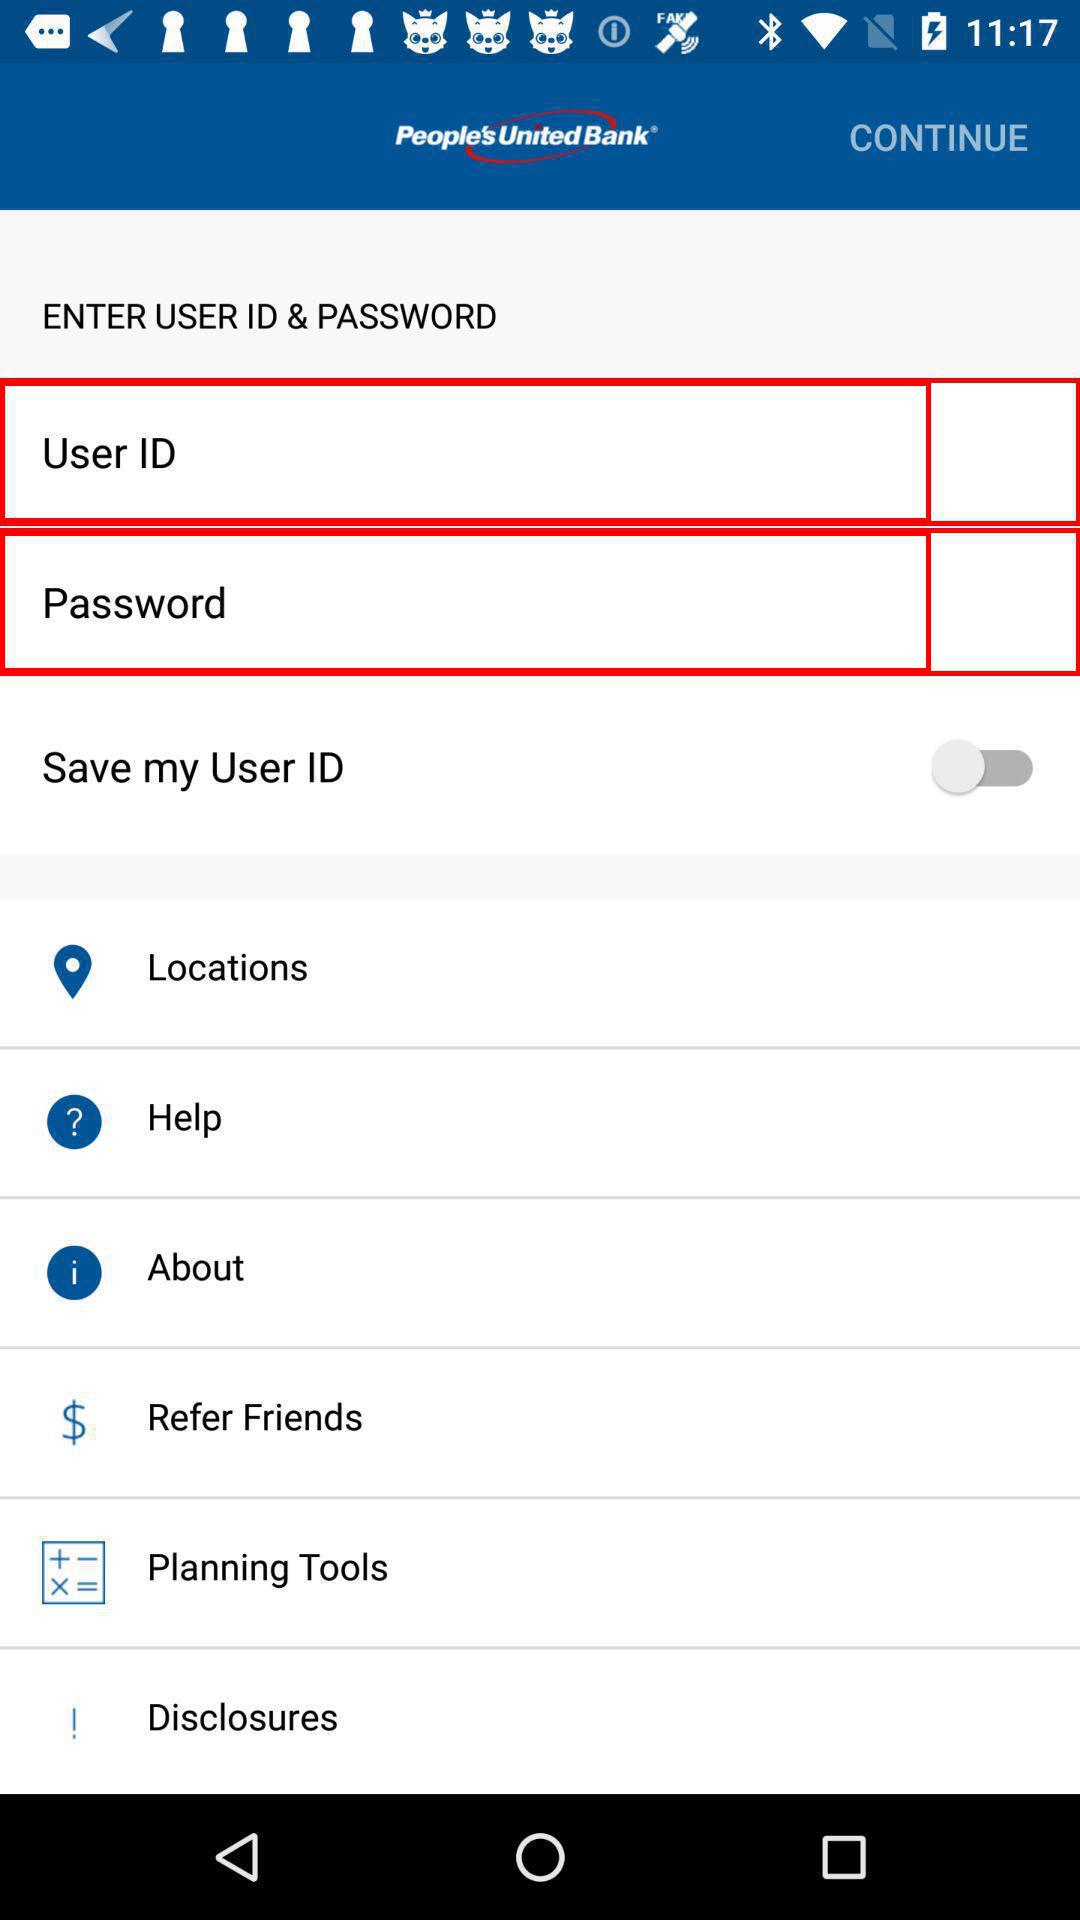 FAKE 11:17
People's United Bank® CONTINUE
ENTER USER ID & PASSWORD
User ID
Password
Save my User ID
Locations
? Help
i About
$ Refer Friends
+ − × = Planning Tools
! Disclosures